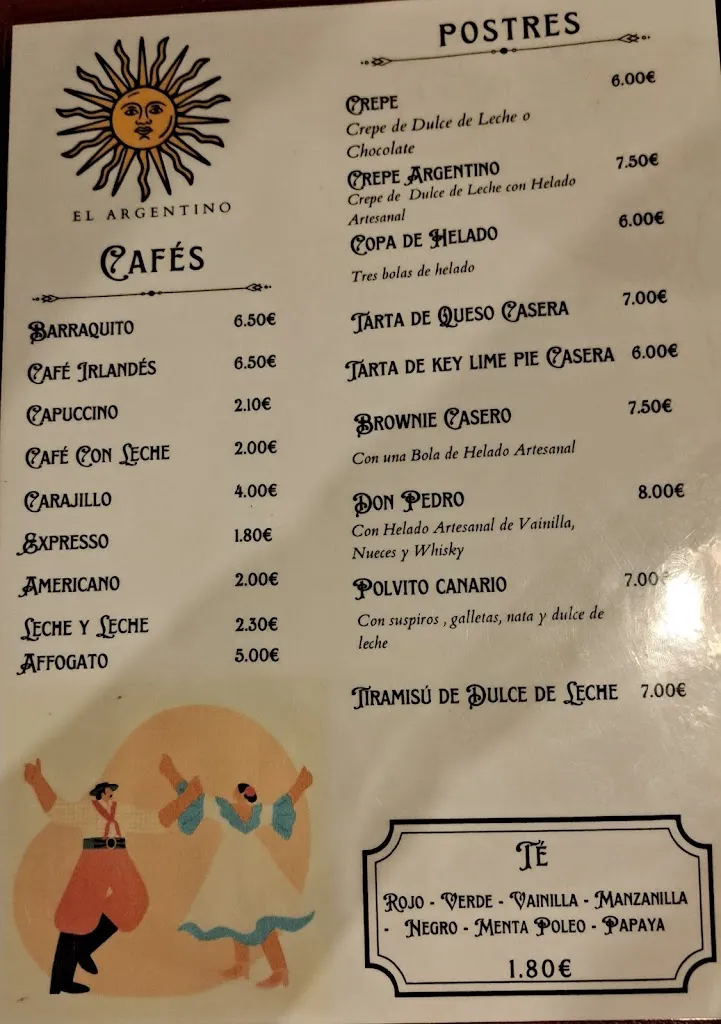 EL ARGENTINO
CAFÉS
BARRAQUITO 6.50€
CAFÉ IRLANDÉS 6.50€
CAPUCCINO 2.10€
CAFÉ CON LECHE 2.00€
CARAJILLO 4.00€
EXPRESSO 1.80€
AMERICANO 2.00€
LECHE Y LECHE 2.30€
AFFOGATO 5.00€
POSTRES
CREPE 6.00€
Crepe de Dulce de Leche o
Chocolate
CREPE ARGENTINO 7.50€
Crepe de Dulce de Leche con Helado
Artesanal
COPA DE HELADO 6.00€
Tres bolas de helado
TARTA DE QUESO CASERA 7.00€
TARTA DE KEY LIME PIE CASERA 6.00€
BROWNIE CASERO 7.50€
Con una Bola de Helado Artesanal
DON PEDRO 8.00€
Con Helado Artesanal de Vainilla,
Nueces y Whisky
POLVITO CANARIO 7.00€
Con suspiros , galletas, nata y dulce de
leche
TIRAMISÚ DE DULCE DE LECHE 7.00€
TÉ
ROJO - VERDE - VAINILLA - MANZANILLA
- NEGRO - MENTA POLEO - PAPAYA
1.80€